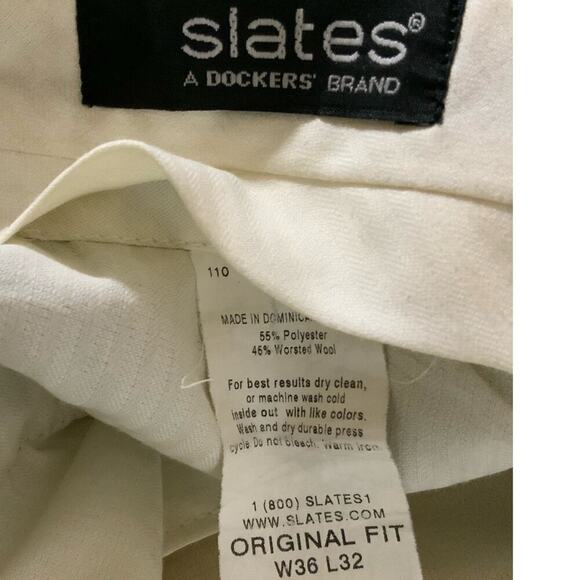 slates®
A DOCKERS® BRAND
110
MADE IN
55% Polyester
45% Worsted Wool
For best results dry clean,
or machine wash cold
inside out with like colors.
Wash and dry durable press
cycle Do not bleach. Warm iron.
1 (800) SLATES1
WWW.SLATES.COM
ORIGINAL FIT
W36 L32